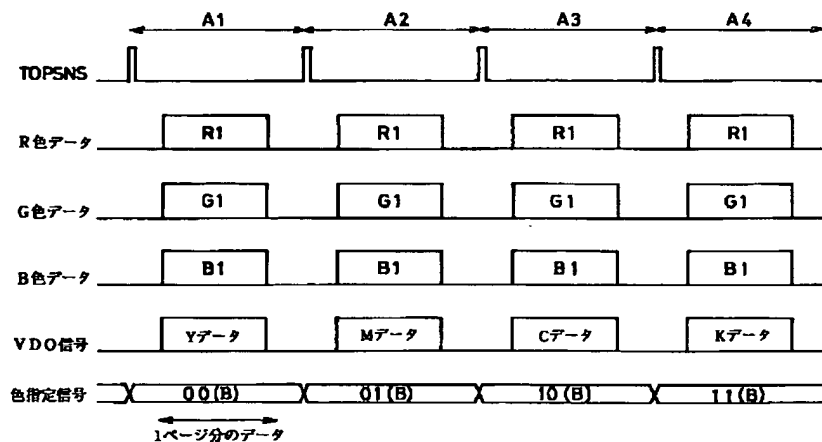 A1 A2 A3 A4
TOPSNS
R色データ R1 R1 R1 R1
G色データ G1 G1 G1 G1
B色データ B1 B1 B1 B1
VDO信号 Yデータ Mデータ Cデータ Kデータ
色指定信号 00(B) 01(B) 10(B) 11(B)
1ページ分のデータ